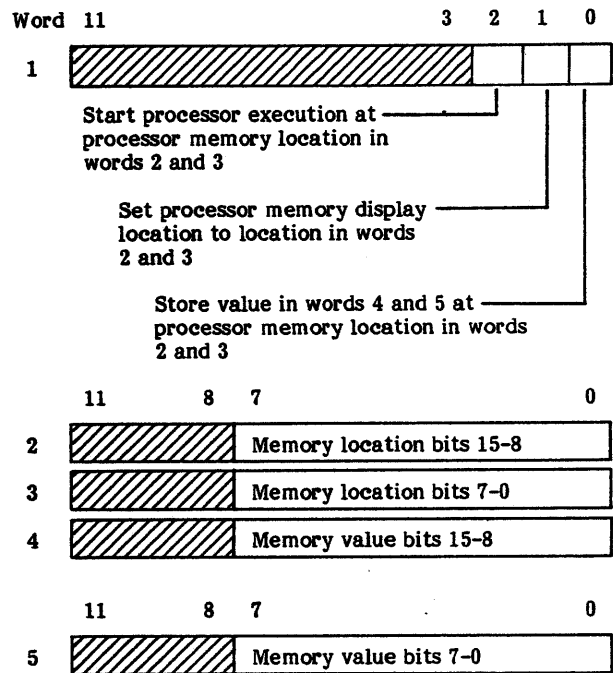 Word 11 3 2 1 0
1
Start processor execution at
processor memory location in
words 2 and 3
Set processor memory display
location to location in words
2 and 3
Store value in words 4 and 5 at
processor memory location in words
2 and 3
11 8 7 0
2 Memory location bits 15-8
3 Memory location bits 7-0
4 Memory value bits 15-8
11 8 7 0
5 Memory value bits 7-0